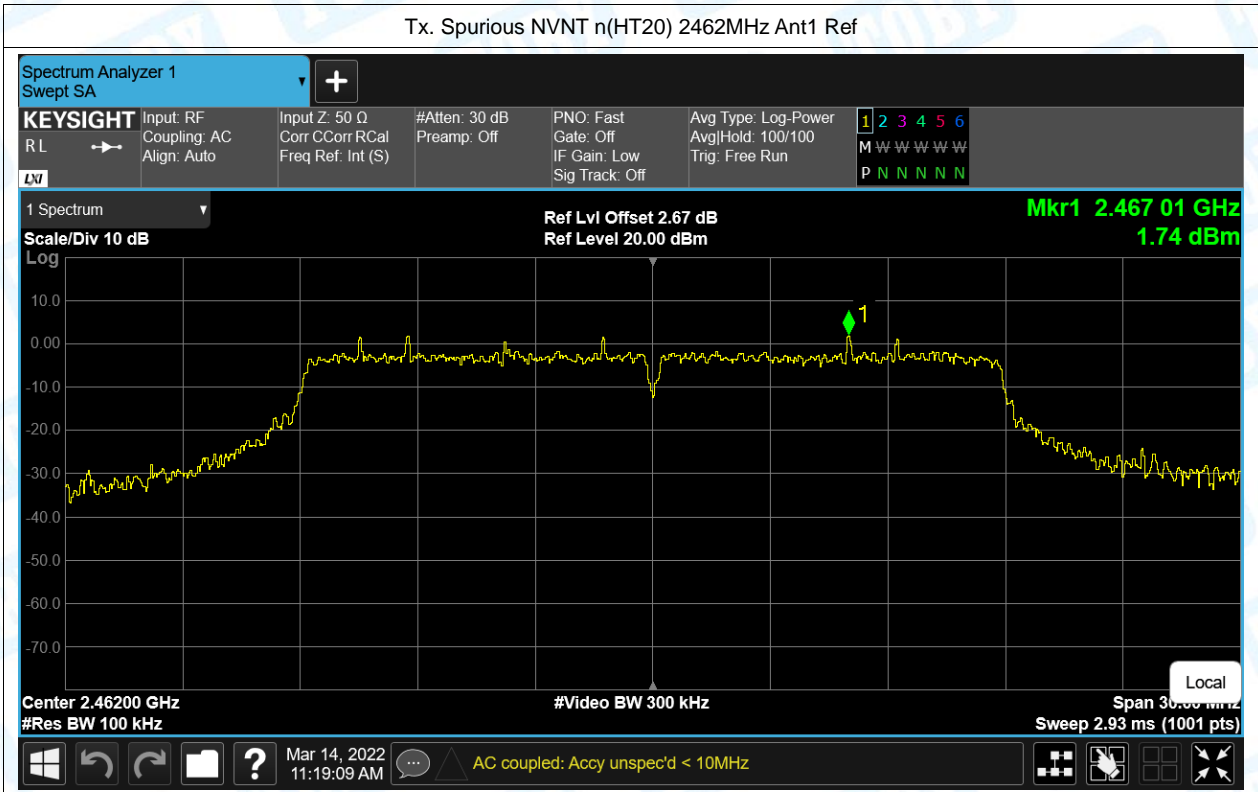 Tx. Spurious NVNT n(HT20) 2462MHz Ant1 Ref
Spectrum Analyzer 1
Swept SA
+
KEYSIGHT
RL
LXI
Input: RF
Coupling: AC
Align: Auto
Input Z: 50 Ω
Corr CCorr RCal
Freq Ref: Int (S)
#Atten: 30 dB
Preamp: Off
PNO: Fast
Gate: Off
IF Gain: Low
Sig Track: Off
Avg Type: Log-Power
Avg|Hold: 100/100
Trig: Free Run
1 2 3 4 5 6
M W W W W W
P N N N N N
1 Spectrum
Scale/Div 10 dB
Ref Lvl Offset 2.67 dB
Ref Level 20.00 dBm
Mkr1 2.467 01 GHz
1.74 dBm
Log
10.0
0.00
-10.0
-20.0
-30.0
-40.0
-50.0
-60.0
-70.0
1
Center 2.46200 GHz
#Res BW 100 kHz
#Video BW 300 kHz
Local
Span 30.00 MHz
Sweep 2.93 ms (1001 pts)
?
Mar 14, 2022
11:19:09 AM
AC coupled: Accy unspec'd < 10MHz